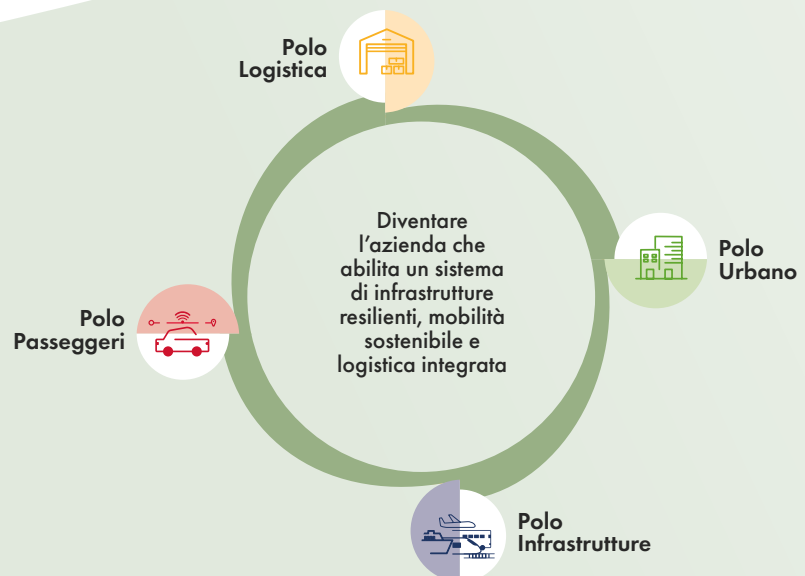 Polo
Logistica
Diventare
l’azienda che
abilita un sistema
di infrastrutture
resilienti, mobilità
sostenibile e
logistica integrata
Polo
Urbano
Polo
Passeggeri
Polo
Infrastrutture